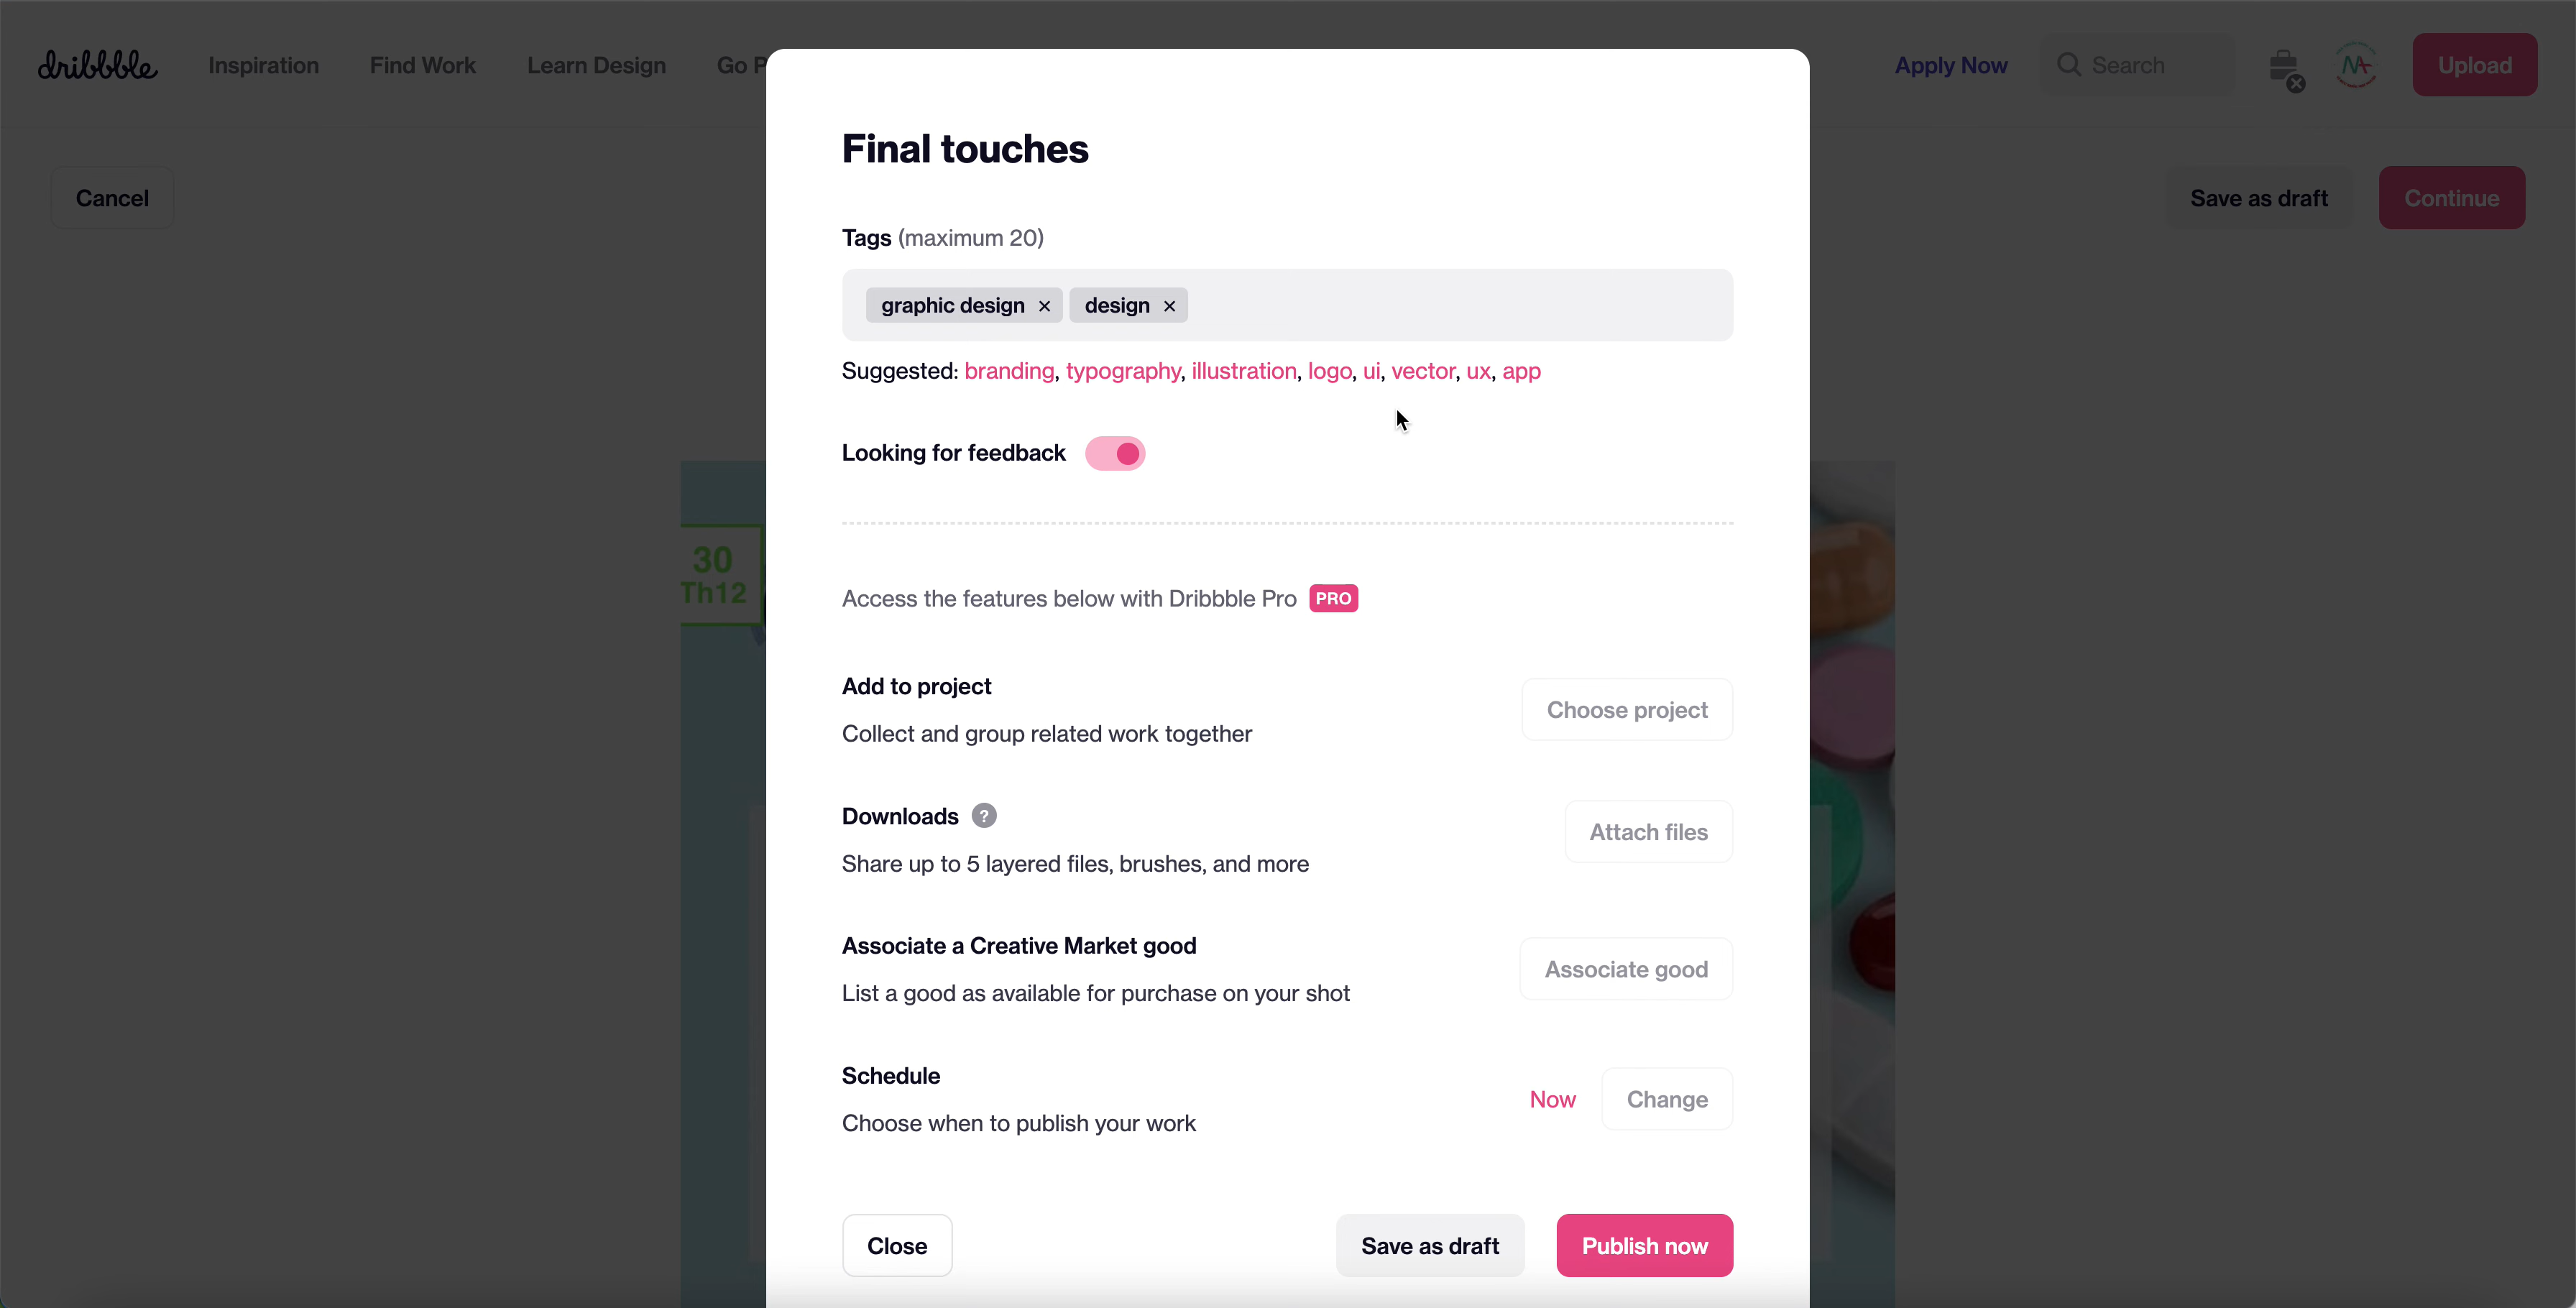 dribbble Inspiration Find Work Learn Design Go P Apply Now Search Upload
Cancel Save as draft Continue
30
Th12
Final touches
Tags (maximum 20)
graphic design × design ×
Suggested: branding, typography, illustration, logo, ui, vector, ux, app
Looking for feedback
Access the features below with Dribbble Pro PRO
Add to project
Collect and group related work together
Choose project
Downloads ?
Share up to 5 layered files, brushes, and more
Attach files
Associate a Creative Market good
List a good as available for purchase on your shot
Associate good
Schedule
Choose when to publish your work
Now Change
Close Save as draft Publish now